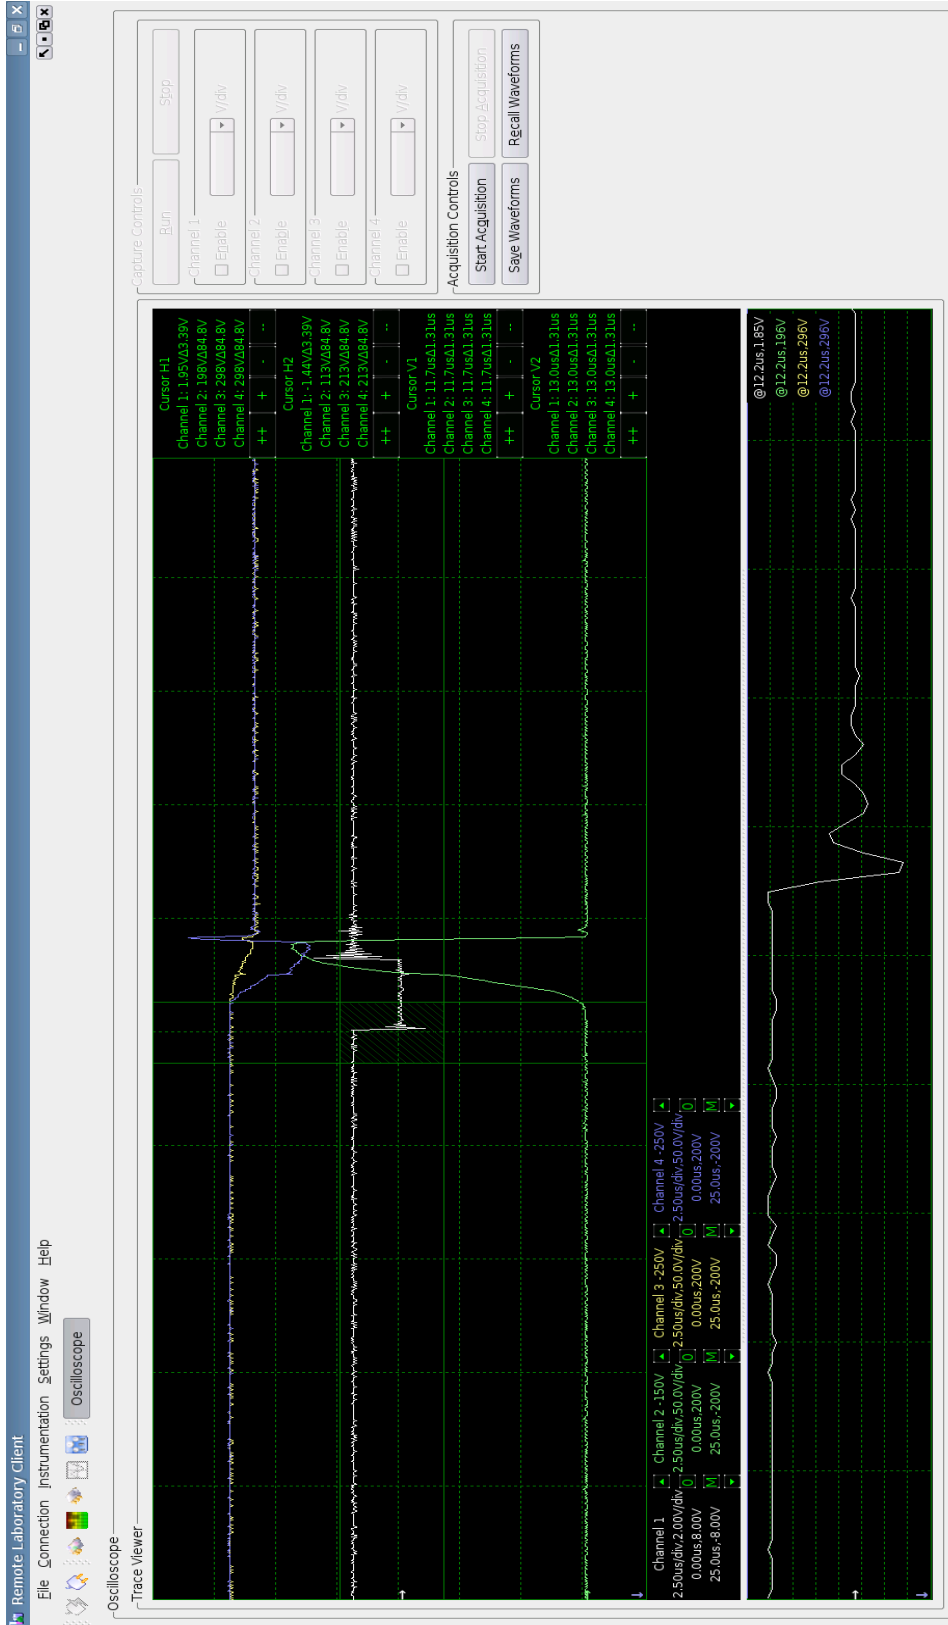 Remote Laboratory Client
File Connection Instrumentation Settings Window Help
Oscilloscope
Oscilloscope
Trace Viewer
Cursor H1
Channel 1: 1.95VΔ3.39V
Channel 2: 198VΔ84.8V
Channel 3: 298VΔ84.8V
Channel 4: 298VΔ84.8V
++ + - --
Cursor H2
Channel 1: -1.44VΔ3.39V
Channel 2: 113VΔ84.8V
Channel 3: 213VΔ84.8V
Channel 4: 213VΔ84.8V
++ + - --
Cursor V1
Channel 1: 11.7usΔ1.31us
Channel 2: 11.7usΔ1.31us
Channel 3: 11.7usΔ1.31us
Channel 4: 11.7usΔ1.31us
++ + - --
Cursor V2
Channel 1: 13.0usΔ1.31us
Channel 2: 13.0usΔ1.31us
Channel 3: 13.0usΔ1.31us
Channel 4: 13.0usΔ1.31us
++ + - --
Channel 1
2.50us/div,2.00V/div
0.00us,8.00V
25.0us,-8.00V
0
M
Channel 2 -150V
2.50us/div,50.0V/div
0.00us,200V
25.0us,-200V
0
M
Channel 3 -250V
2.50us/div,50.0V/div
0.00us,200V
25.0us,-200V
0
M
Channel 4 -250V
2.50us/div,50.0V/div
0.00us,200V
25.0us,-200V
0
M
@12.2us,1.85V
@12.2us,196V
@12.2us,296V
@12.2us,296V
Capture Controls
Run Stop
Channel 1
Enable V/div
Channel 2
Enable V/div
Channel 3
Enable V/div
Channel 4
Enable V/div
Acquisition Controls
Start Acquisition Stop Acquisition
Save Waveforms Recall Waveforms